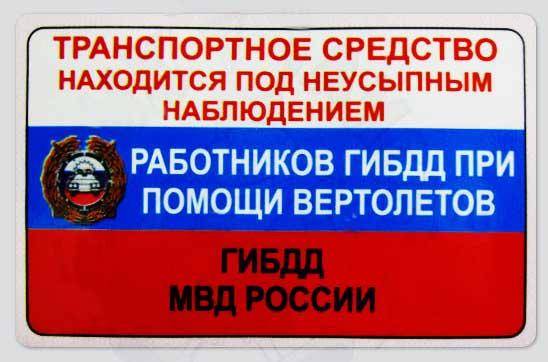 ТРАНСПОРТНОЕ СРЕДСТВО
НАХОДИТСЯ ПОД НЕУСЫПНЫМ
НАБЛЮДЕНИЕМ
РАБОТНИКОВ ГИБДД ПРИ
ПОМОЩИ ВЕРТОЛЕТОВ
ГИБДД
МВД РОССИИ